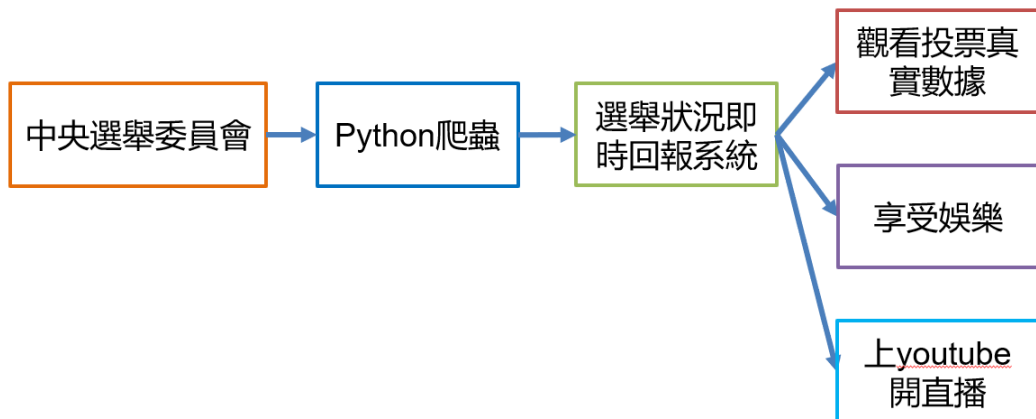 中央選舉委員會
Python爬蟲
選舉狀況即
時回報系統
觀看投票真
實數據
享受娛樂
上youtube
開直播